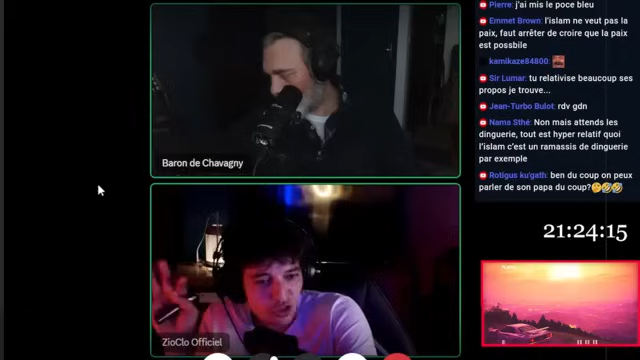 Pierre: j'ai mis le poce bleu
Emmet Brown: l'islam ne veut pas la
paix, faut arrêter de croire que la paix
est possbile
kamikaze84800:
Sir Lumar: tu relativise beaucoup ses
propos je trouve...
Jean-Turbo Bulot: rdv gdn
Nama Sthé: Non mais attends les
dinguerie, tout est hyper relatif quoi
l'islam c'est un ramassis de dinguerie
par exemple
Rotigus ku'gath: ben du coup on peux
parler de son papa du coup?🤔🤣🤣
Baron de Chavagny
21:24:15
ZioClo Officiel